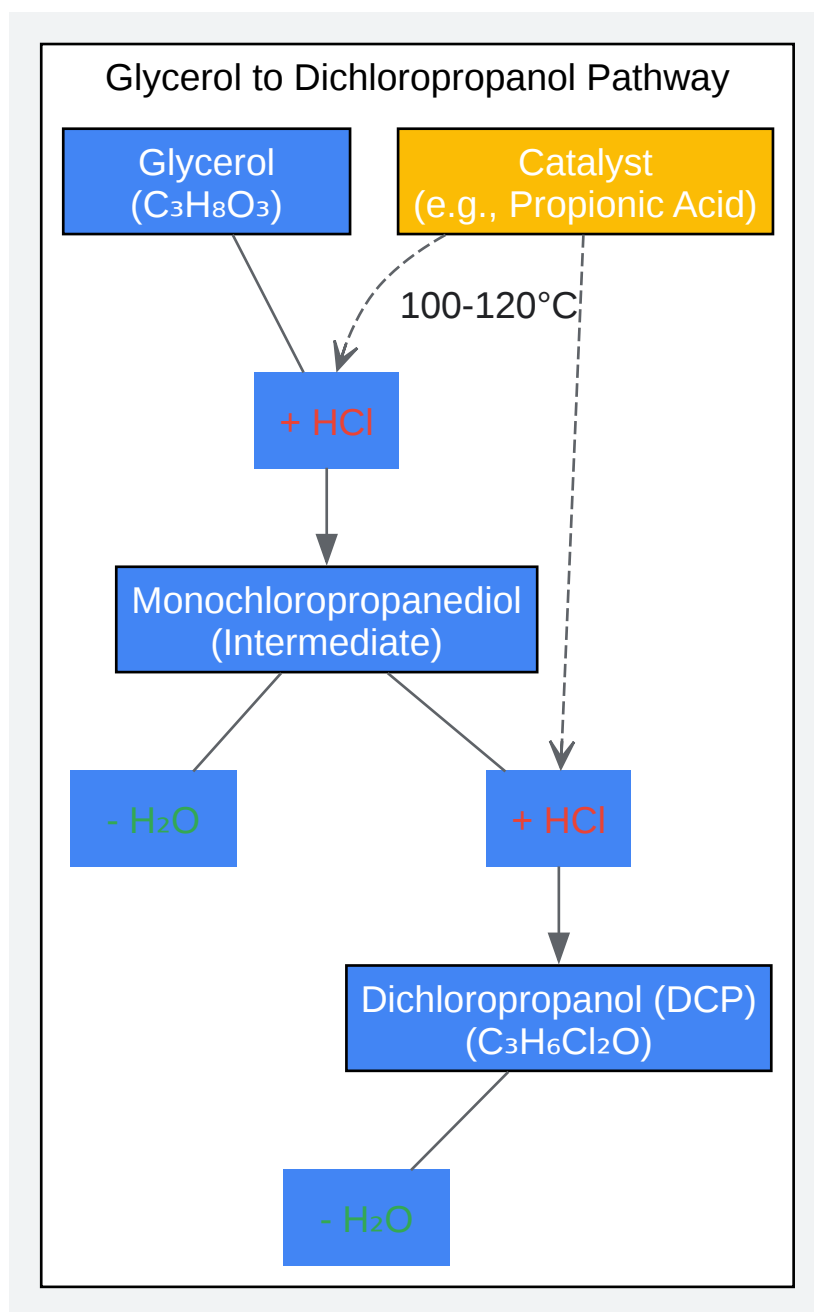 Glycerol to Dichloropropanol Pathway
Glycerol
(C₃H₈O₃)
Catalyst
(e.g., Propionic Acid)
100-120°C
+ HCl
Monochloropropanediol
(Intermediate)
- H₂O
+ HCl
Dichloropropanol (DCP)
(C₃H₆Cl₂O)
- H₂O